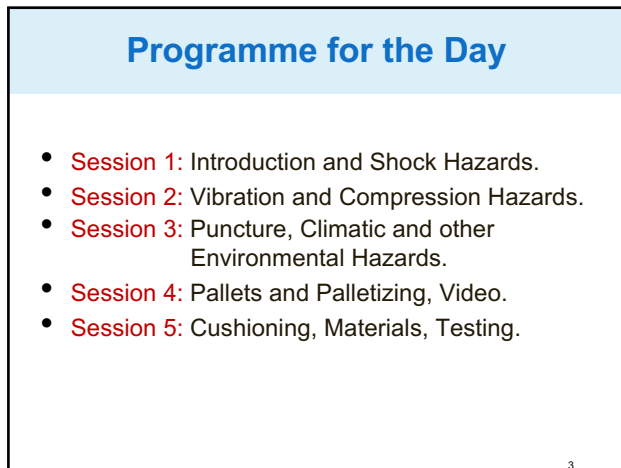 Programme for the Day
• Session 1: Introduction and Shock Hazards.
• Session 2: Vibration and Compression Hazards.
• Session 3: Puncture, Climatic and other
Environmental Hazards.
• Session 4: Pallets and Palletizing, Video.
• Session 5: Cushioning, Materials, Testing.
3